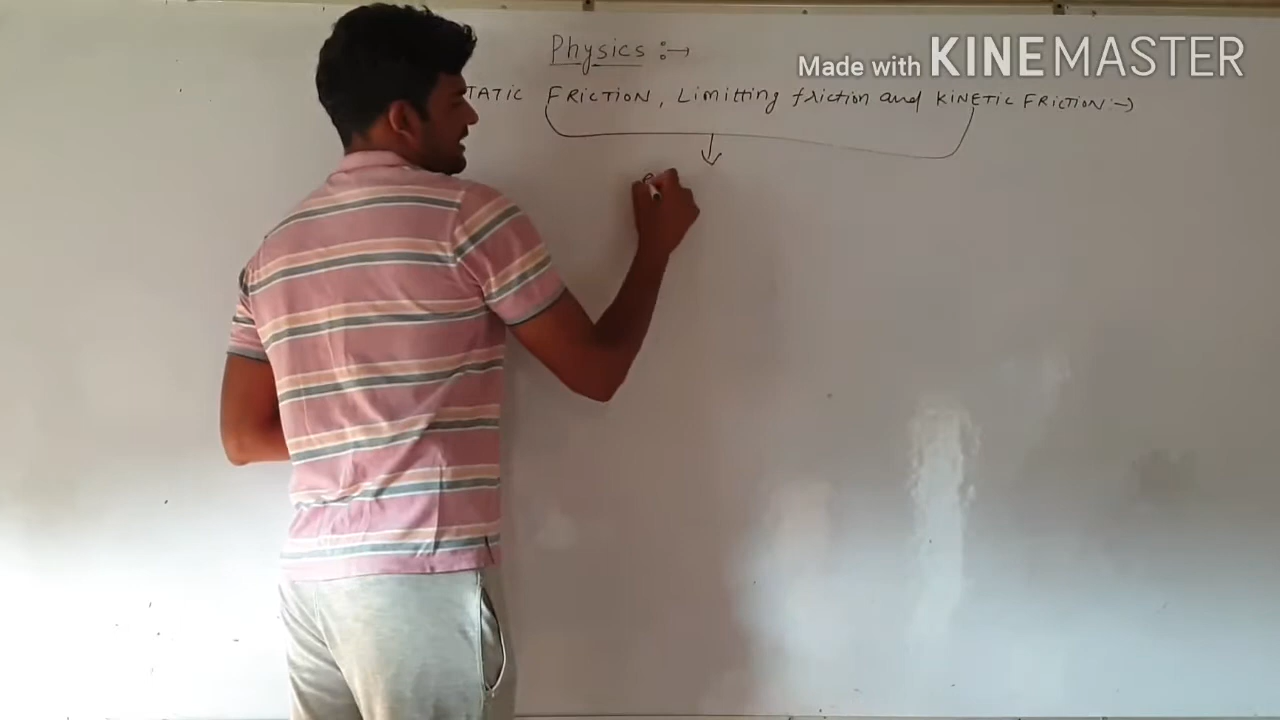 Physics :→
Made with KINEMASTER
TATIC FRICTION, Limitting friction and KINETIC FRICTION :→